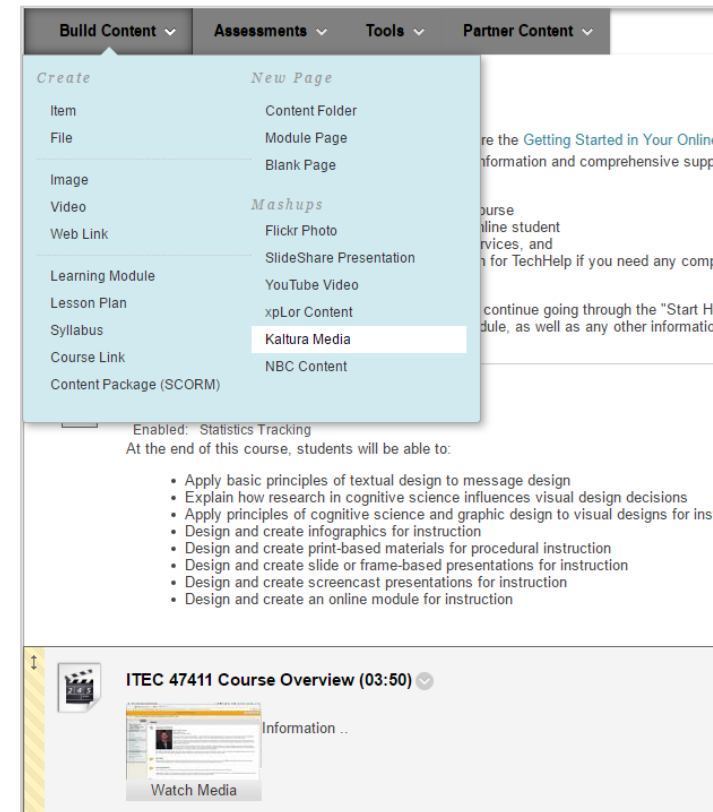 Build Content Assessments Tools Partner Content
Create
Item
File
Image
Video
Web Link
Learning Module
Lesson Plan
Syllabus
Course Link
Content Package (SCORM)
New Page
Content Folder
Module Page
Blank Page
Mashups
Flickr Photo
SlideShare Presentation
YouTube Video
xpLor Content
Kaltura Media
NBC Content
re the Getting Started in Your Online
nformation and comprehensive supp
ourse
nline student
rvices, and
n for TechHelp if you need any comp
continue going through the "Start H
dule, as well as any other informatio
Enabled: Statistics Tracking
At the end of this course, students will be able to:
• Apply basic principles of textual design to message design
• Explain how research in cognitive science influences visual design decisions
• Apply principles of cognitive science and graphic design to visual designs for ins
• Design and create infographics for instruction
• Design and create print-based materials for procedural instruction
• Design and create slide or frame-based presentations for instruction
• Design and create screencast presentations for instruction
• Design and create an online module for instruction
ITEC 47411 Course Overview (03:50)
Information ..
Watch Media